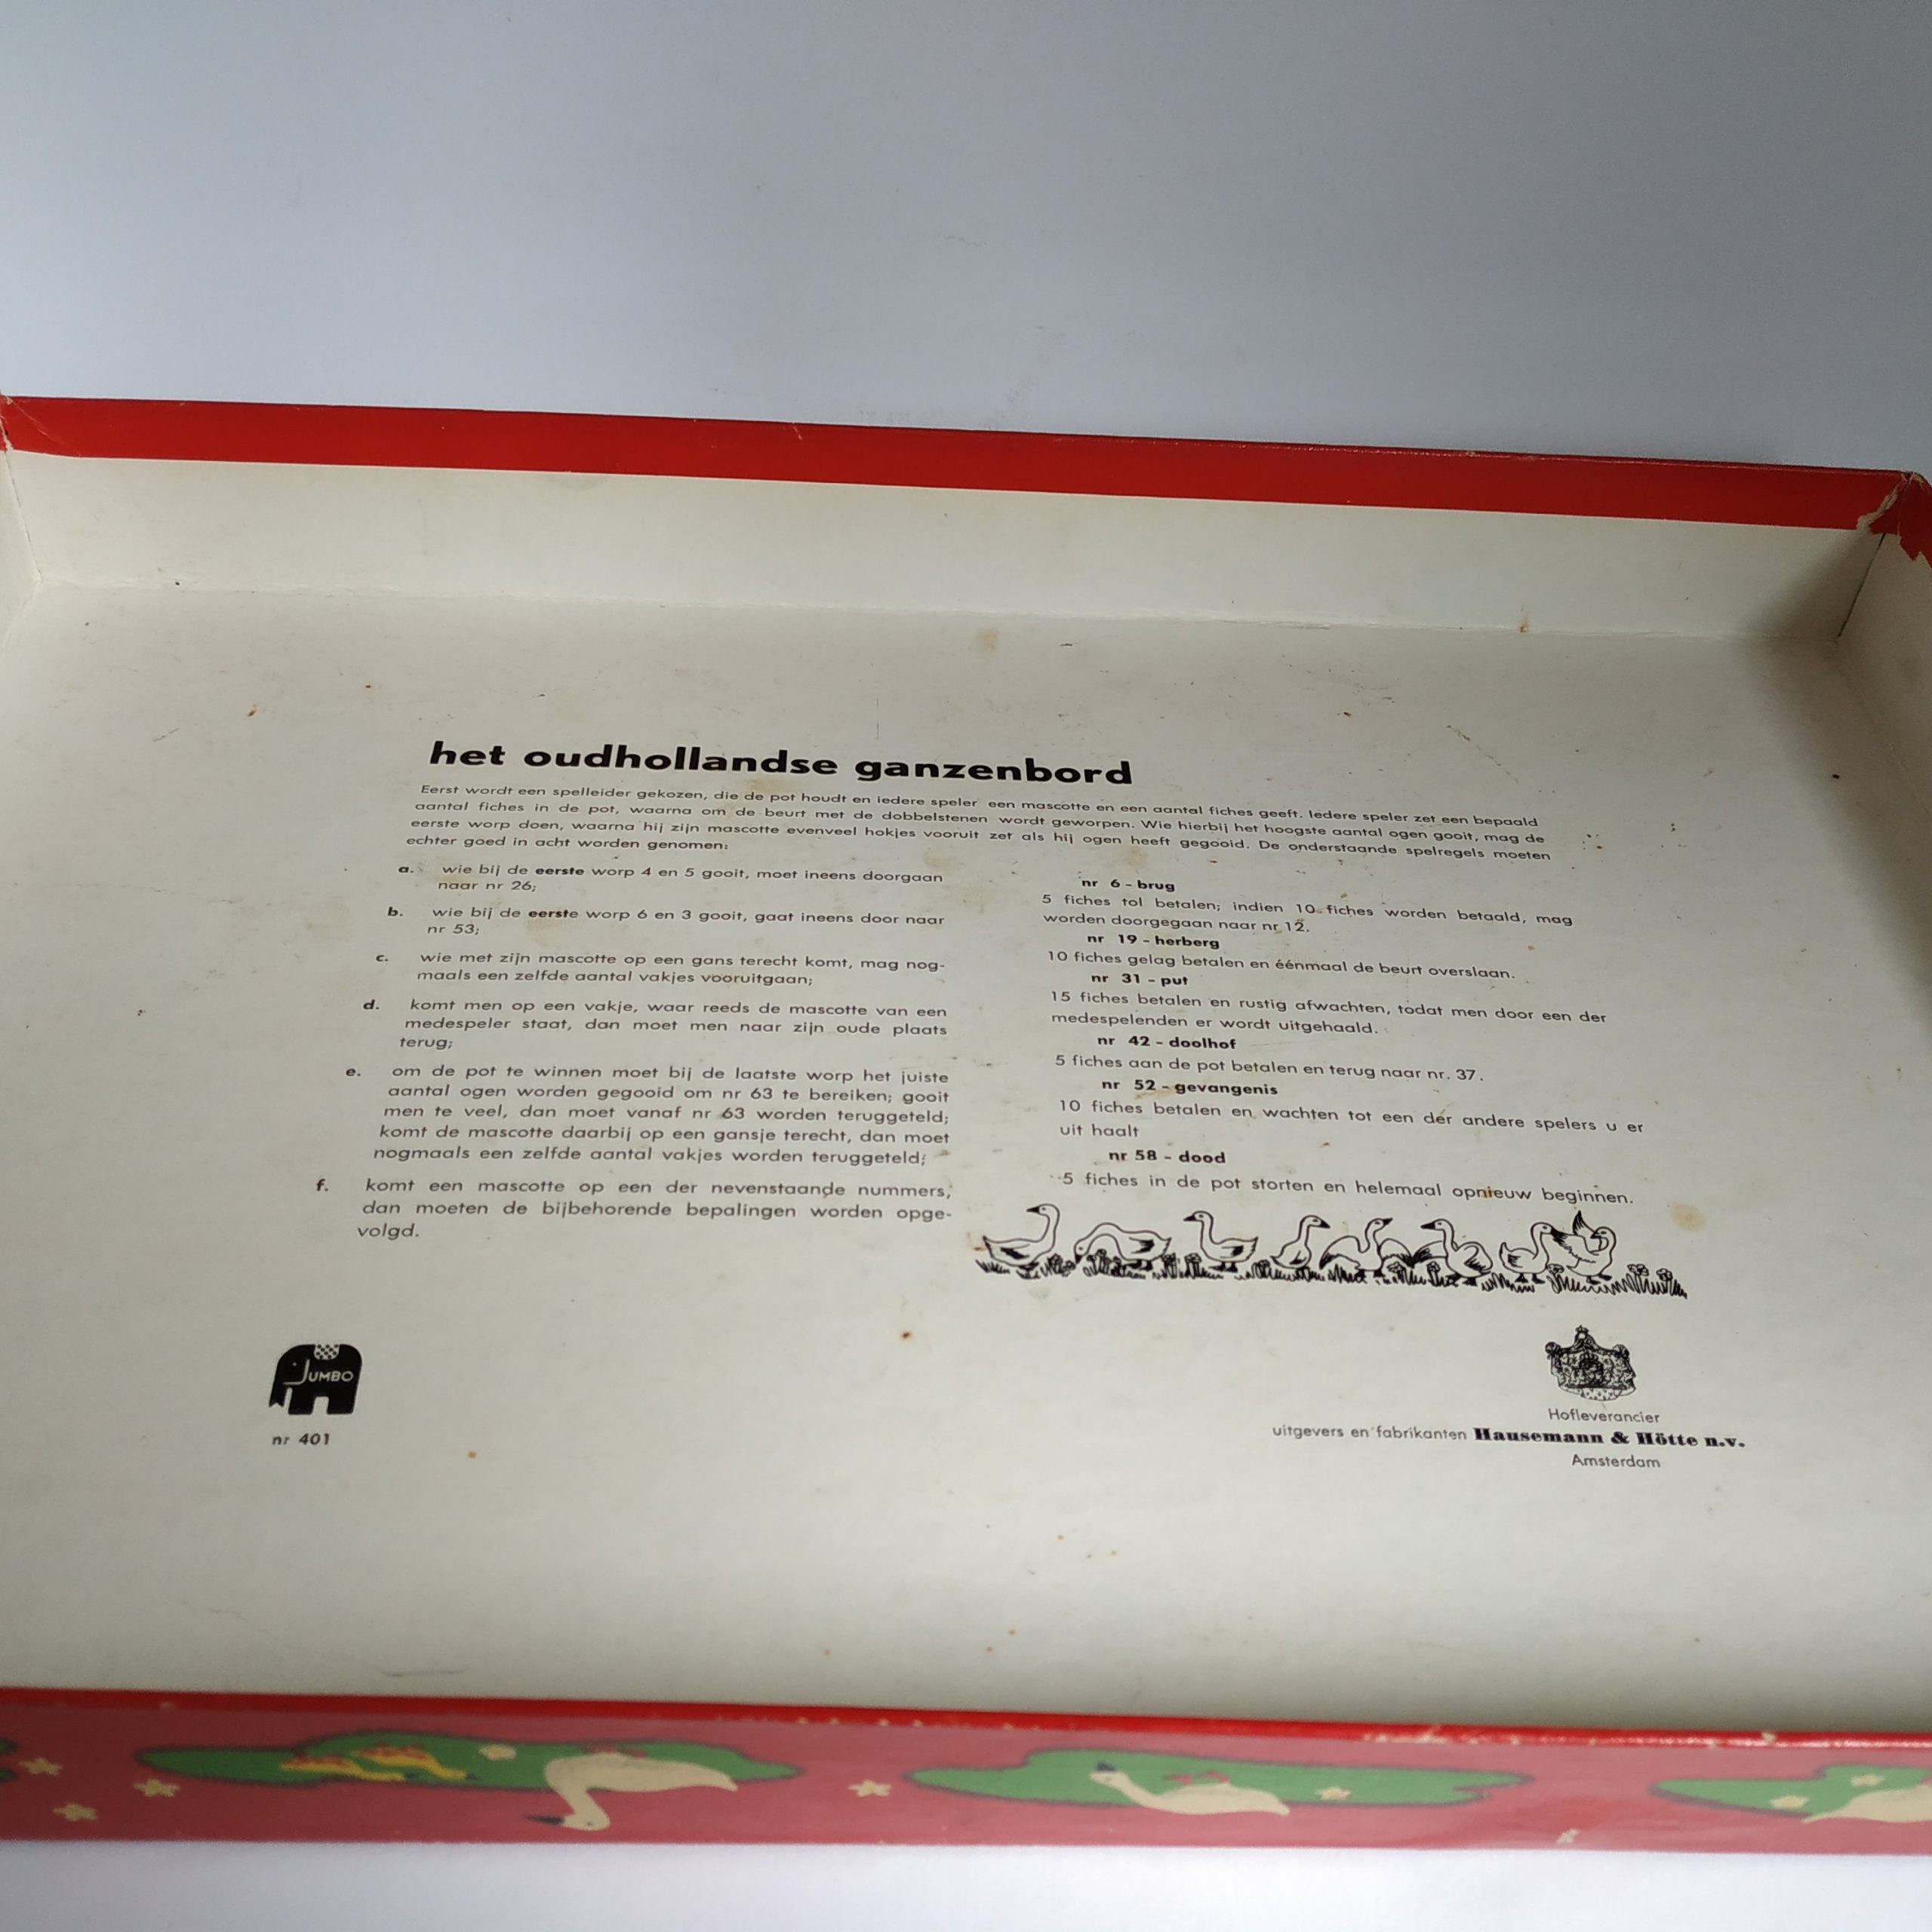 het oudhollandse ganzenbord
Eerst wordt een spelleider gekozen, die de pot houdt en iedere speler een mascotte en een aantal fiches geeft. Iedere speler zet een bepaald
aantal fiches in de pot, waarna om de beurt met de dobbelstenen wordt geworpen. Wie hierbij het hoogste aantal ogen gooit, mag de
eerste worp doen, waarna hij zijn mascotte evenveel hokjes vooruit zet als hij ogen heeft gegooid. De onderstaande spelregels moeten
echter goed in acht worden genomen:
a. wie bij de eerste worp 4 en 5 gooit, moet ineens doorgaan
naar nr 26;
b. wie bij de eerste worp 6 en 3 gooit, gaat ineens door naar
nr 53;
c. wie met zijn mascotte op een gans terecht komt, mag nog-
maals een zelfde aantal vakjes vooruitgaan;
d. komt men op een vakje, waar reeds de mascotte van een
medespeler staat, dan moet men naar zijn oude plaats
terug;
e. om de pot te winnen moet bij de laatste worp het juiste
aantal ogen worden gegooid om nr 63 te bereiken; gooit
men te veel, dan moet vanaf nr 63 worden teruggeteld;
komt de mascotte daarbij op een gansje terecht, dan moet
nogmaals een zelfde aantal vakjes worden teruggeteld;
f. komt een mascotte op een der nevenstaande nummers,
dan moeten de bijbehorende bepalingen worden opge-
volgd.
nr 6 - brug
5 fiches tol betalen; indien 10 fiches worden betaald, mag
worden doorgegaan naar nr 12.
nr 19 - herberg
10 fiches gelag betalen en éénmaal de beurt overslaan.
nr 31 - put
15 fiches betalen en rustig afwachten, todat men door een der
medespelenden er wordt uitgehaald.
nr 42 - doolhof
5 fiches aan de pot betalen en terug naar nr. 37.
nr 52 - gevangenis
10 fiches betalen en wachten tot een der andere spelers u er
uit haalt
nr 58 - dood
5 fiches in de pot storten en helemaal opnieuw beginnen.
JUMBO
nr 401
Hofleverancier
uitgevers en fabrikanten Hausemann & Hötte n.v.
Amsterdam